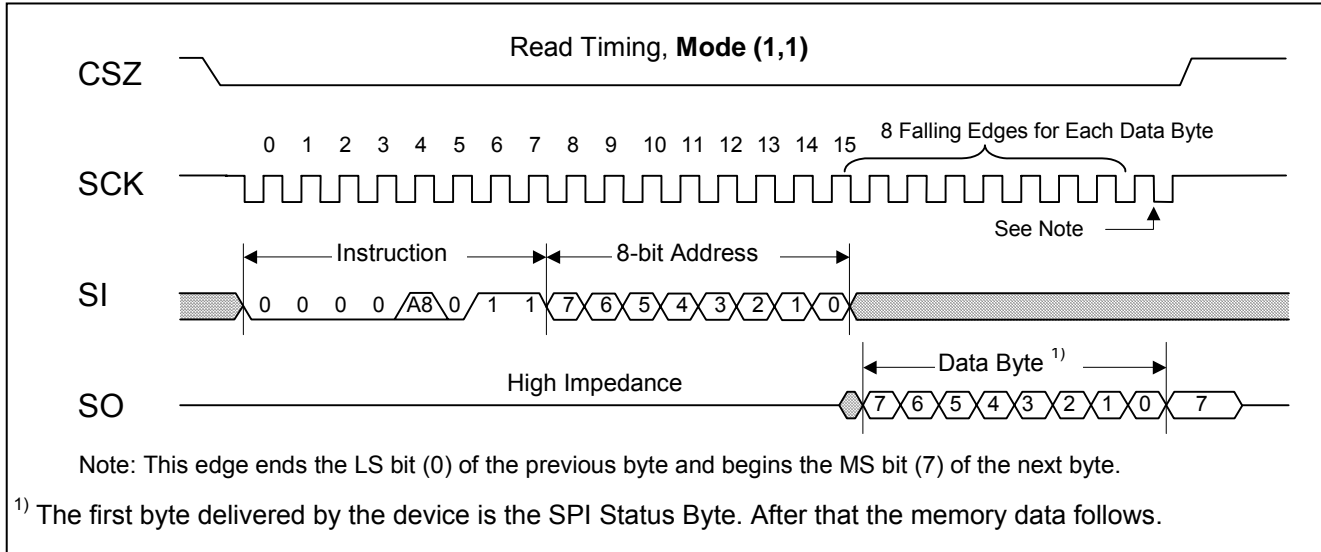 Read Timing, Mode (1,1)
CSZ
0 1 2 3 4 5 6 7 8 9 10 11 12 13 14 15
8 Falling Edges for Each Data Byte
SCK
See Note
Instruction
8-bit Address
SI
0 0 0 0 A8 0 1 1 7 6 5 4 3 2 1 0
Data Byte 1)
High Impedance
SO
7 6 5 4 3 2 1 0 7
Note: This edge ends the LS bit (0) of the previous byte and begins the MS bit (7) of the next byte.
1) The first byte delivered by the device is the SPI Status Byte. After that the memory data follows.